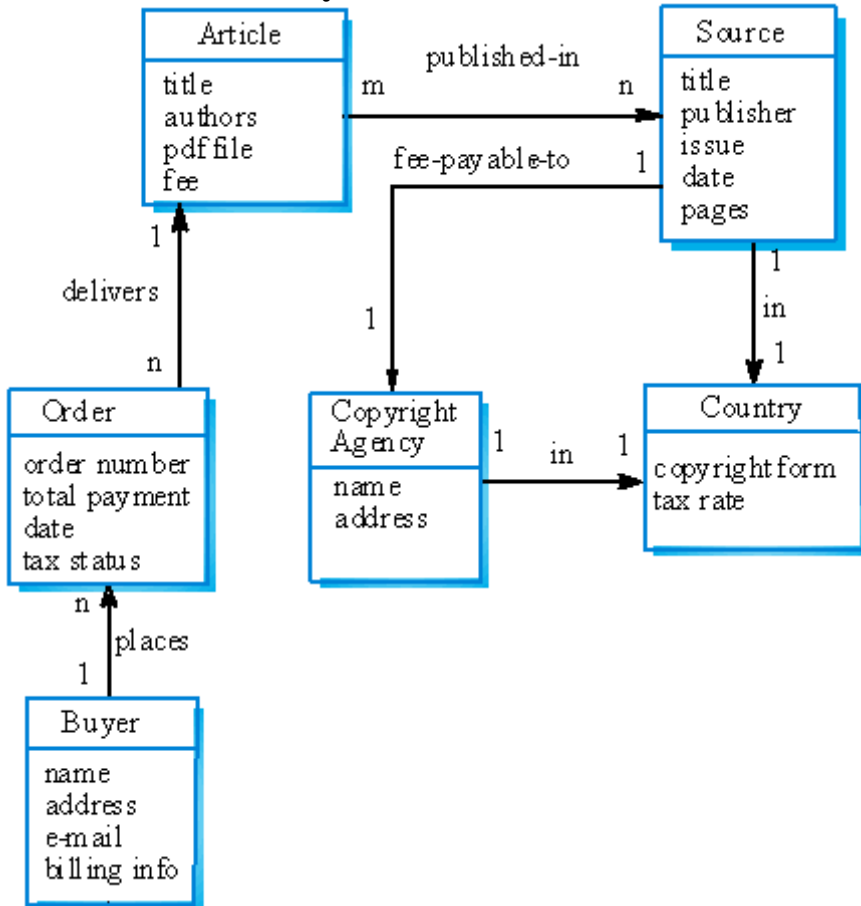 Article
title
authors
pdf file
fee
published-in
m
n
Source
title
publisher
issue
date
pages
fee-payable-to
1
1
1
delivers
n
1
in
1
Order
order number
total payment
date
tax status
Copyright
Agency
name
address
1
in
1
Country
copyright form
tax rate
n
places
1
Buyer
name
address
e-mail
billing info